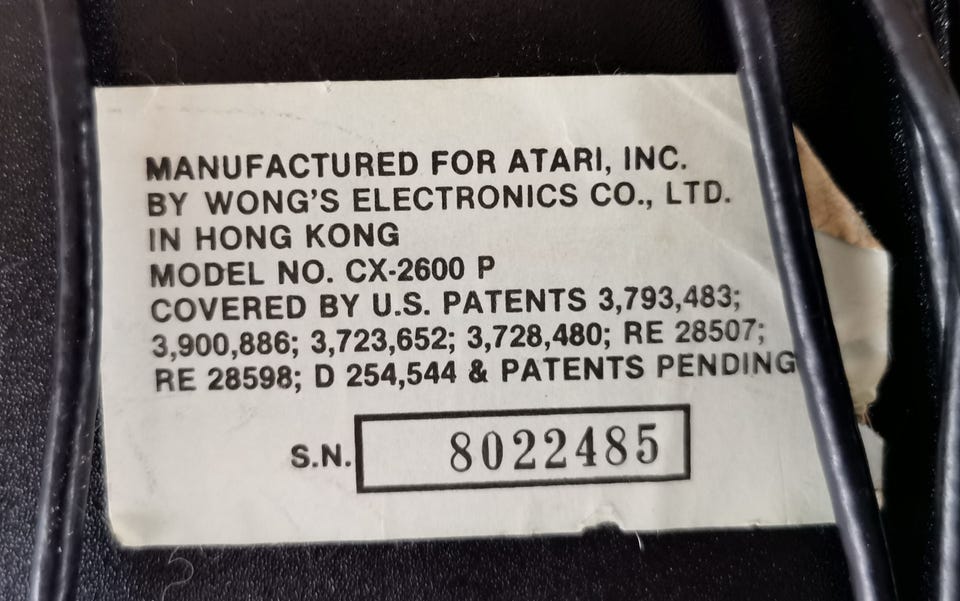 MANUFACTURED FOR ATARI, INC.
BY WONG'S ELECTRONICS CO., LTD.
IN HONG KONG
MODEL NO. CX-2600 P
COVERED BY U.S. PATENTS 3,793,483;
3,900,886; 3,723,652; 3,728,480; RE 28507;
RE 28598; D 254,544 & PATENTS PENDING
S.N. 8022485